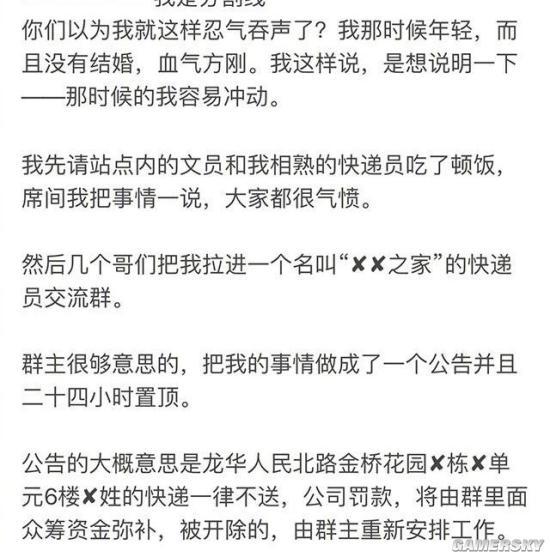 我是分割线
你们以为我就这样忍气吞声了？我那时候年轻，而
且没有结婚，血气方刚。我这样说，是想说明一下
——那时候的我容易冲动。
我先请站点内的文员和我相熟的快递员吃了顿饭，
席间我把事情一说，大家都很气愤。
然后几个哥们把我拉进一个名叫“✘✘之家”的快递
员交流群。
群主很够意思的，把我的事情做成了一个公告并且
二十四小时置顶。
公告的大概意思是龙华人民北路金桥花园✘栋✘单
元6楼✘姓的快递一律不送，公司罚款，将由群里面
众筹资金弥补，被开除的，由群主重新安排工作。
GAMERSKY